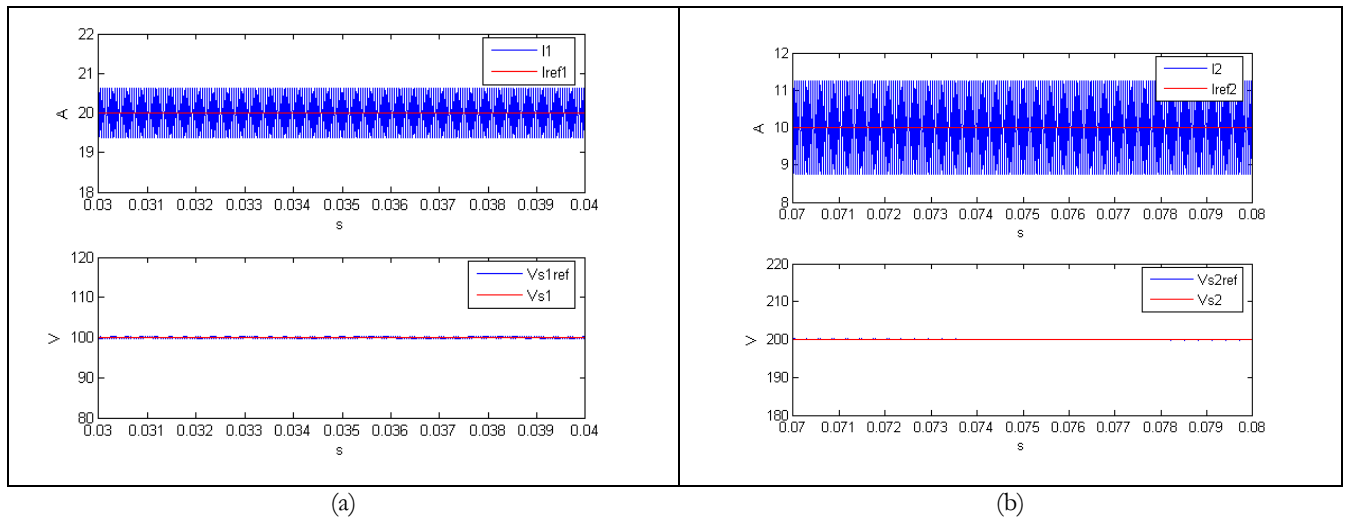 22
21
20
19
18
A
I1
Iref1
0.03 0.031 0.032 0.033 0.034 0.035 0.036 0.037 0.038 0.039 0.04
s
120
110
100
90
80
V
Vs1ref
Vs1
0.03 0.031 0.032 0.033 0.034 0.035 0.036 0.037 0.038 0.039 0.04
s
(a)
12
11
10
9
8
A
I2
Iref2
0.07 0.071 0.072 0.073 0.074 0.075 0.076 0.077 0.078 0.079 0.08
s
220
210
200
190
180
V
Vs2ref
Vs2
0.07 0.071 0.072 0.073 0.074 0.075 0.076 0.077 0.078 0.079 0.08
s
(b)